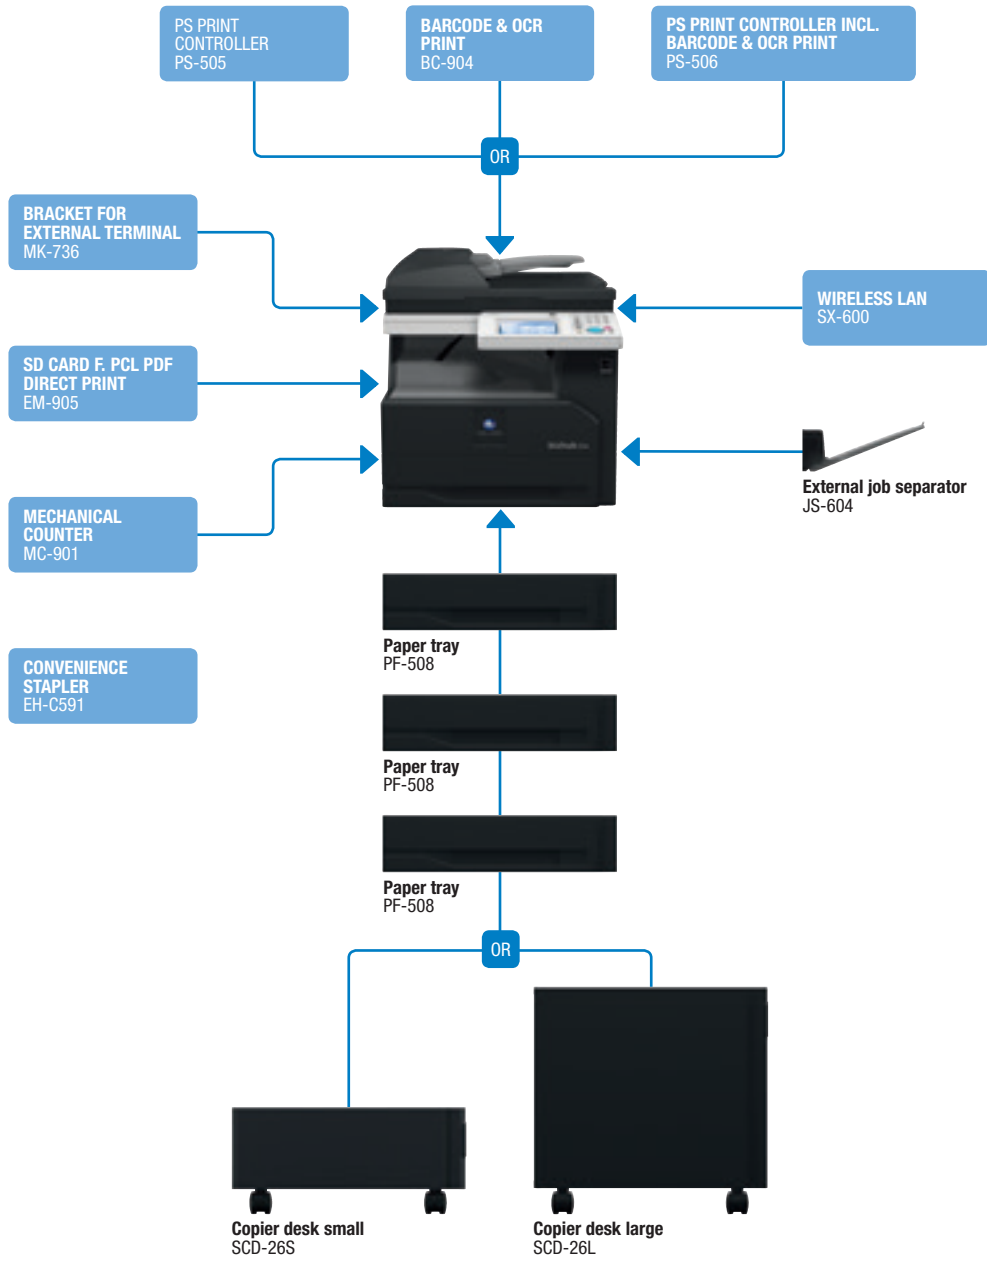 PS PRINT
CONTROLLER
PS-505
BARCODE & OCR
PRINT
BC-904
PS PRINT CONTROLLER INCL.
BARCODE & OCR PRINT
PS-506
OR
BRACKET FOR
EXTERNAL TERMINAL
MK-736
WIRELESS LAN
SX-600
SD CARD F. PCL PDF
DIRECT PRINT
EM-905
External job separator
JS-604
MECHANICAL
COUNTER
MC-901
Paper tray
PF-508
CONVENIENCE
STAPLER
EH-C591
Paper tray
PF-508
Paper tray
PF-508
OR
Copier desk small
SCD-26S
Copier desk large
SCD-26L